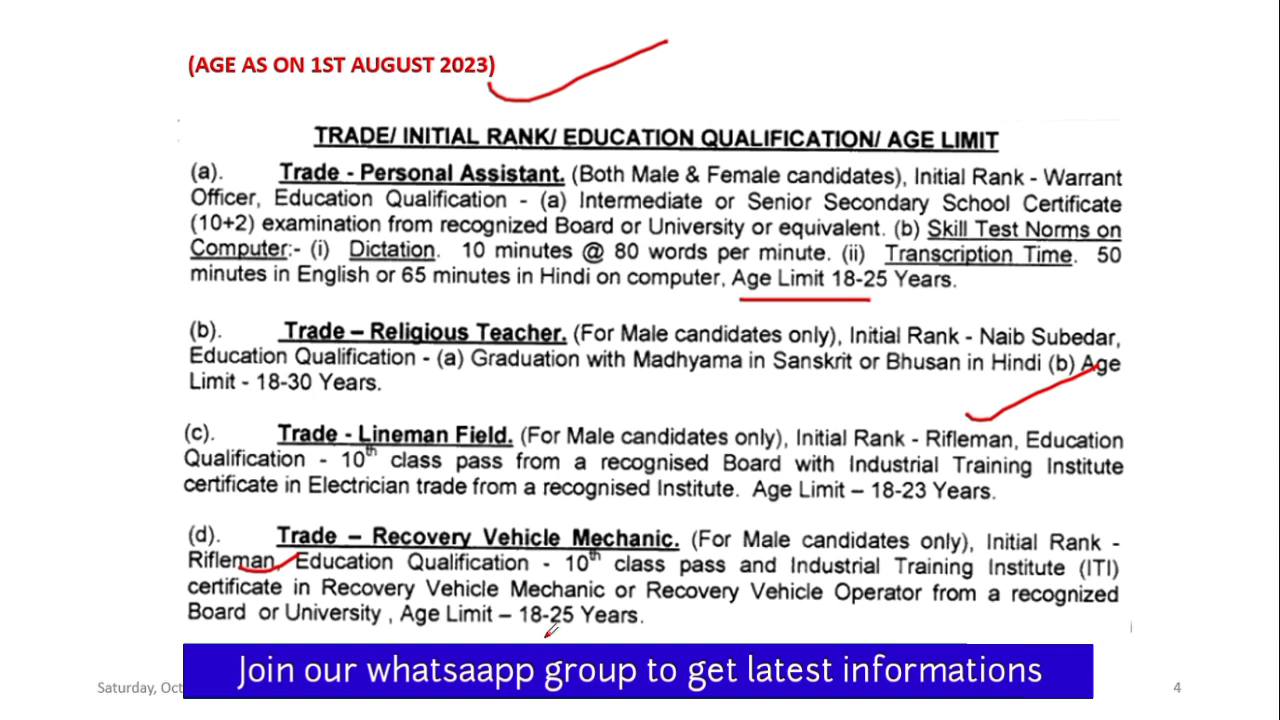 (AGE AS ON 1ST AUGUST 2023)
TRADE/ INITIAL RANK/ EDUCATION QUALIFICATION/ AGE LIMIT
(a). Trade - Personal Assistant. (Both Male & Female candidates), Initial Rank - Warrant
Officer, Education Qualification - (a) Intermediate or Senior Secondary School Certificate
(10+2) examination from recognized Board or University or equivalent. (b) Skill Test Norms on
Computer:- (i) Dictation. 10 minutes @ 80 words per minute. (ii) Transcription Time. 50
minutes in English or 65 minutes in Hindi on computer, Age Limit 18-25 Years.
(b). Trade – Religious Teacher. (For Male candidates only), Initial Rank - Naib Subedar,
Education Qualification - (a) Graduation with Madhyama in Sanskrit or Bhusan in Hindi (b) Age
Limit - 18-30 Years.
(c). Trade - Lineman Field. (For Male candidates only), Initial Rank - Rifleman, Education
Qualification - 10th class pass from a recognised Board with Industrial Training Institute
certificate in Electrician trade from a recognised Institute. Age Limit – 18-23 Years.
(d). Trade – Recovery Vehicle Mechanic. (For Male candidates only), Initial Rank -
Rifleman, Education Qualification - 10th class pass and Industrial Training Institute (ITI)
certificate in Recovery Vehicle Mechanic or Recovery Vehicle Operator from a recognized
Board or University , Age Limit – 18-25 Years.
Join our whatsaapp group to get latest informations
Saturday, Oct
4